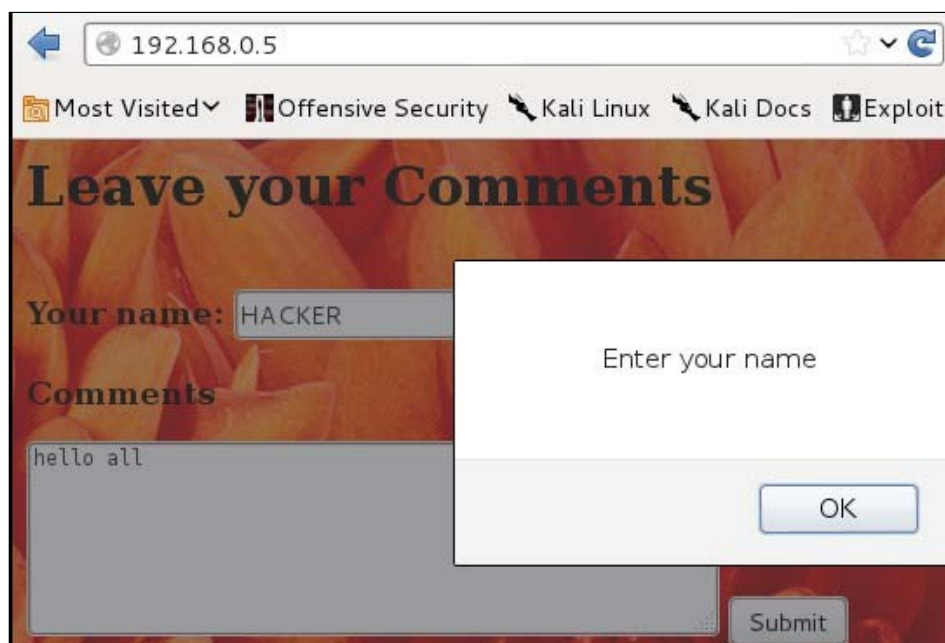 192.168.0.5
Most Visited Offensive Security Kali Linux Kali Docs Exploit
Leave your Comments
Your name: HACKER
Enter your name
Comments
hello all
OK
Submit